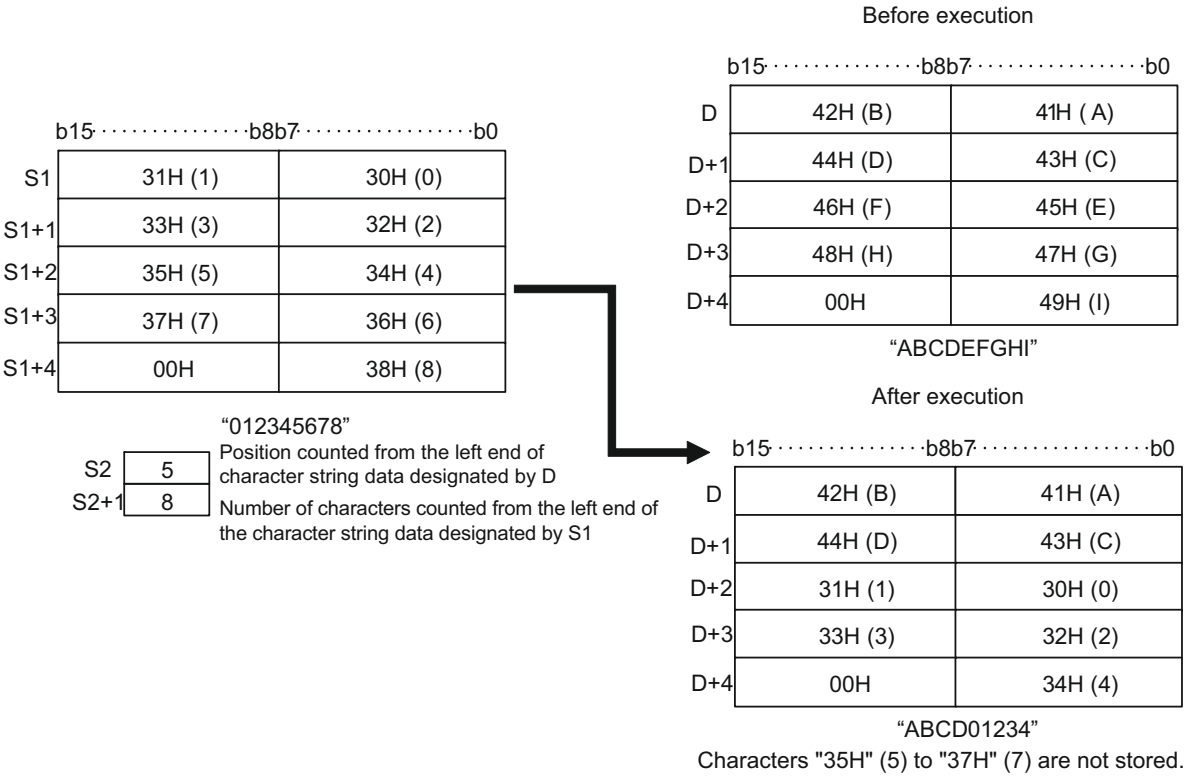 b15················b8b7··················b0
S1 31H (1) 30H (0)
S1+1 33H (3) 32H (2)
S1+2 35H (5) 34H (4)
S1+3 37H (7) 36H (6)
S1+4 00H 38H (8)
“012345678”
S2 5 Position counted from the left end of
character string data designated by D
S2+1 8 Number of characters counted from the left end of
the character string data designated by S1
Before execution
b15················b8b7··················b0
D 42H (B) 41H ( A)
D+1 44H (D) 43H (C)
D+2 46H (F) 45H (E)
D+3 48H (H) 47H (G)
D+4 00H 49H (I)
“ABCDEFGHI”
After execution
b15················b8b7··················b0
D 42H (B) 41H (A)
D+1 44H (D) 43H (C)
D+2 31H (1) 30H (0)
D+3 33H (3) 32H (2)
D+4 00H 34H (4)
“ABCD01234”
Characters "35H" (5) to "37H" (7) are not stored.